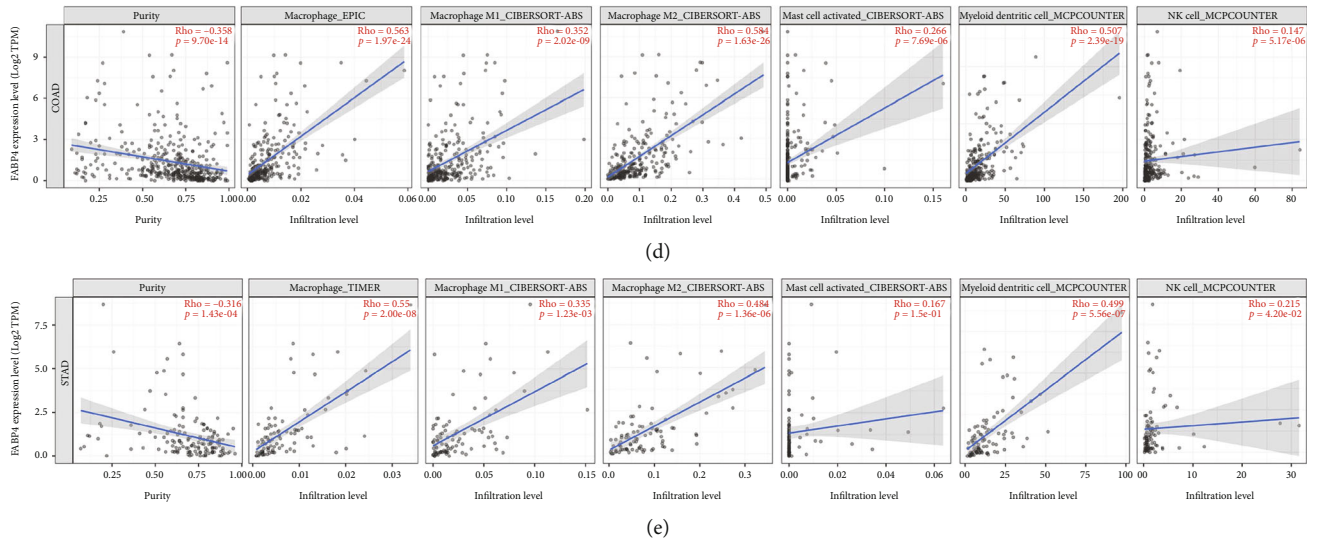 Purity
Macrophage_EPIC
Macrophage M1_CIBERSORT-ABS
Macrophage M2_CIBERSORT-ABS
Mast cell activated_CIBERSORT-ABS
Myeloid dentritic cell_MCPCOUNTER
NK cell_MCPCOUNTER
Rho = −0.358
p = 9.70e-14
Rho = 0.563
p = 1.97e-24
Rho = 0.352
p = 2.02e-09
Rho = 0.584
p = 1.63e-26
Rho = 0.266
p = 7.69e-06
Rho = 0.507
p = 2.39e-19
Rho = 0.147
p = 5.17e-06
FABP4 expression level (Log2 TPM)
COAD
9
6
3
0
0.25 0.50 0.75 1.00
0.00 0.02 0.04 0.06
0.00 0.05 0.10 0.15 0.20
0.0 0.1 0.2 0.3 0.4 0.5
0.00 0.05 0.10 0.15
0 50 100 150 200
0 20 40 60 80
Purity
Infiltration level
Infiltration level
Infiltration level
Infiltration level
Infiltration level
Infiltration level
(d)
Purity
Macrophage_TIMER
Macrophage M1_CIBERSORT-ABS
Macrophage M2_CIBERSORT-ABS
Mast cell activated_CIBERSORT-ABS
Myeloid dentritic cell_MCPCOUNTER
NK cell_MCPCOUNTER
Rho = −0.316
p = 1.43e-04
Rho = 0.55
p = 2.00e-08
Rho = 0.335
p = 1.23e-03
Rho = 0.484
p = 1.36e-06
Rho = 0.167
p = 1.5e-01
Rho = 0.499
p = 5.56e-07
Rho = 0.215
p = 4.20e-02
FABP4 expression level (Log2 TPM)
STAD
7.5
5.0
2.5
0.0
0.25 0.50 0.75 1.00
0.00 0.01 0.02 0.03
0.00 0.05 0.10 0.15
0.0 0.1 0.2 0.3
0.00 0.02 0.04 0.06
0 25 50 75 100
0 10 20 30
Purity
Infiltration level
Infiltration level
Infiltration level
Infiltration level
Infiltration level
Infiltration level
(e)